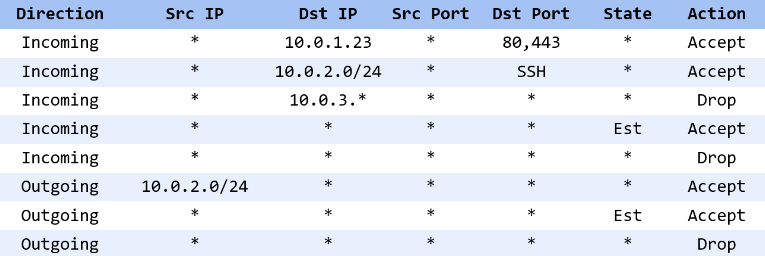 Direction Src IP Dst IP Src Port Dst Port State Action
Incoming * 10.0.1.23 * 80,443 * Accept
Incoming * 10.0.2.0/24 * SSH * Accept
Incoming * 10.0.3.* * * * Drop
Incoming * * * * Est Accept
Incoming * * * * * Drop
Outgoing 10.0.2.0/24 * * * * Accept
Outgoing * * * * Est Accept
Outgoing * * * * * Drop